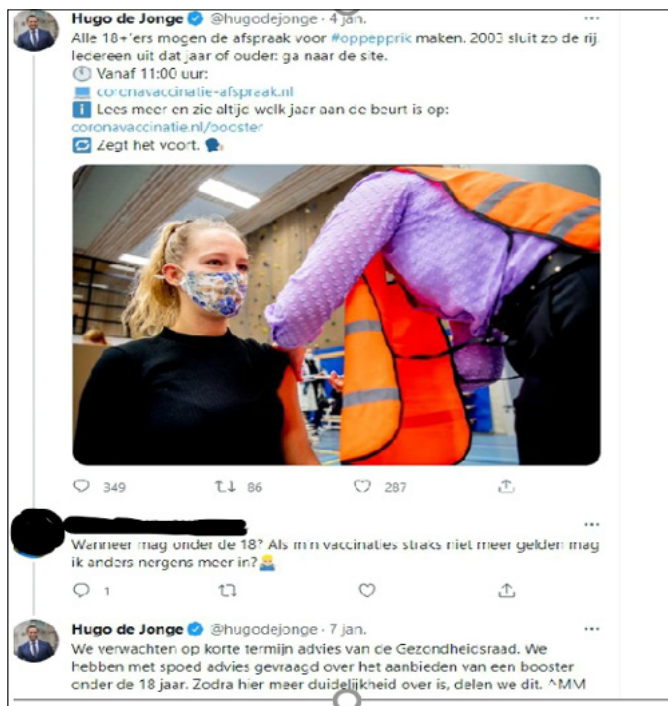 Hugo de Jonge @hugodejonge · 4 jan.
Alle 18+'ers mogen de afspraak voor #oppepprik maken. 2003 sluit zo de rij.
Iedereen uit dat jaar of ouder: ga naar de site.
Vanaf 11:00 uur:
coronavaccinatie-afspraak.nl
Lees meer en zie altijd welk jaar aan de beurt is op:
coronavaccinatie.nl/booster
Zegt het voort.
349 86 287
Wanneer mag onder de 18? Als m'n vaccinaties straks niet meer gelden mag
ik anders nergens meer in?
1
Hugo de Jonge @hugodejonge · 7 jan.
We verwachten op korte termijn advies van de Gezondheidsraad. We
hebben met spoed advies gevraagd over het aanbieden van een booster
onder de 18 jaar. Zodra hier meer duidelijkheid over is, delen we dit. ^MM